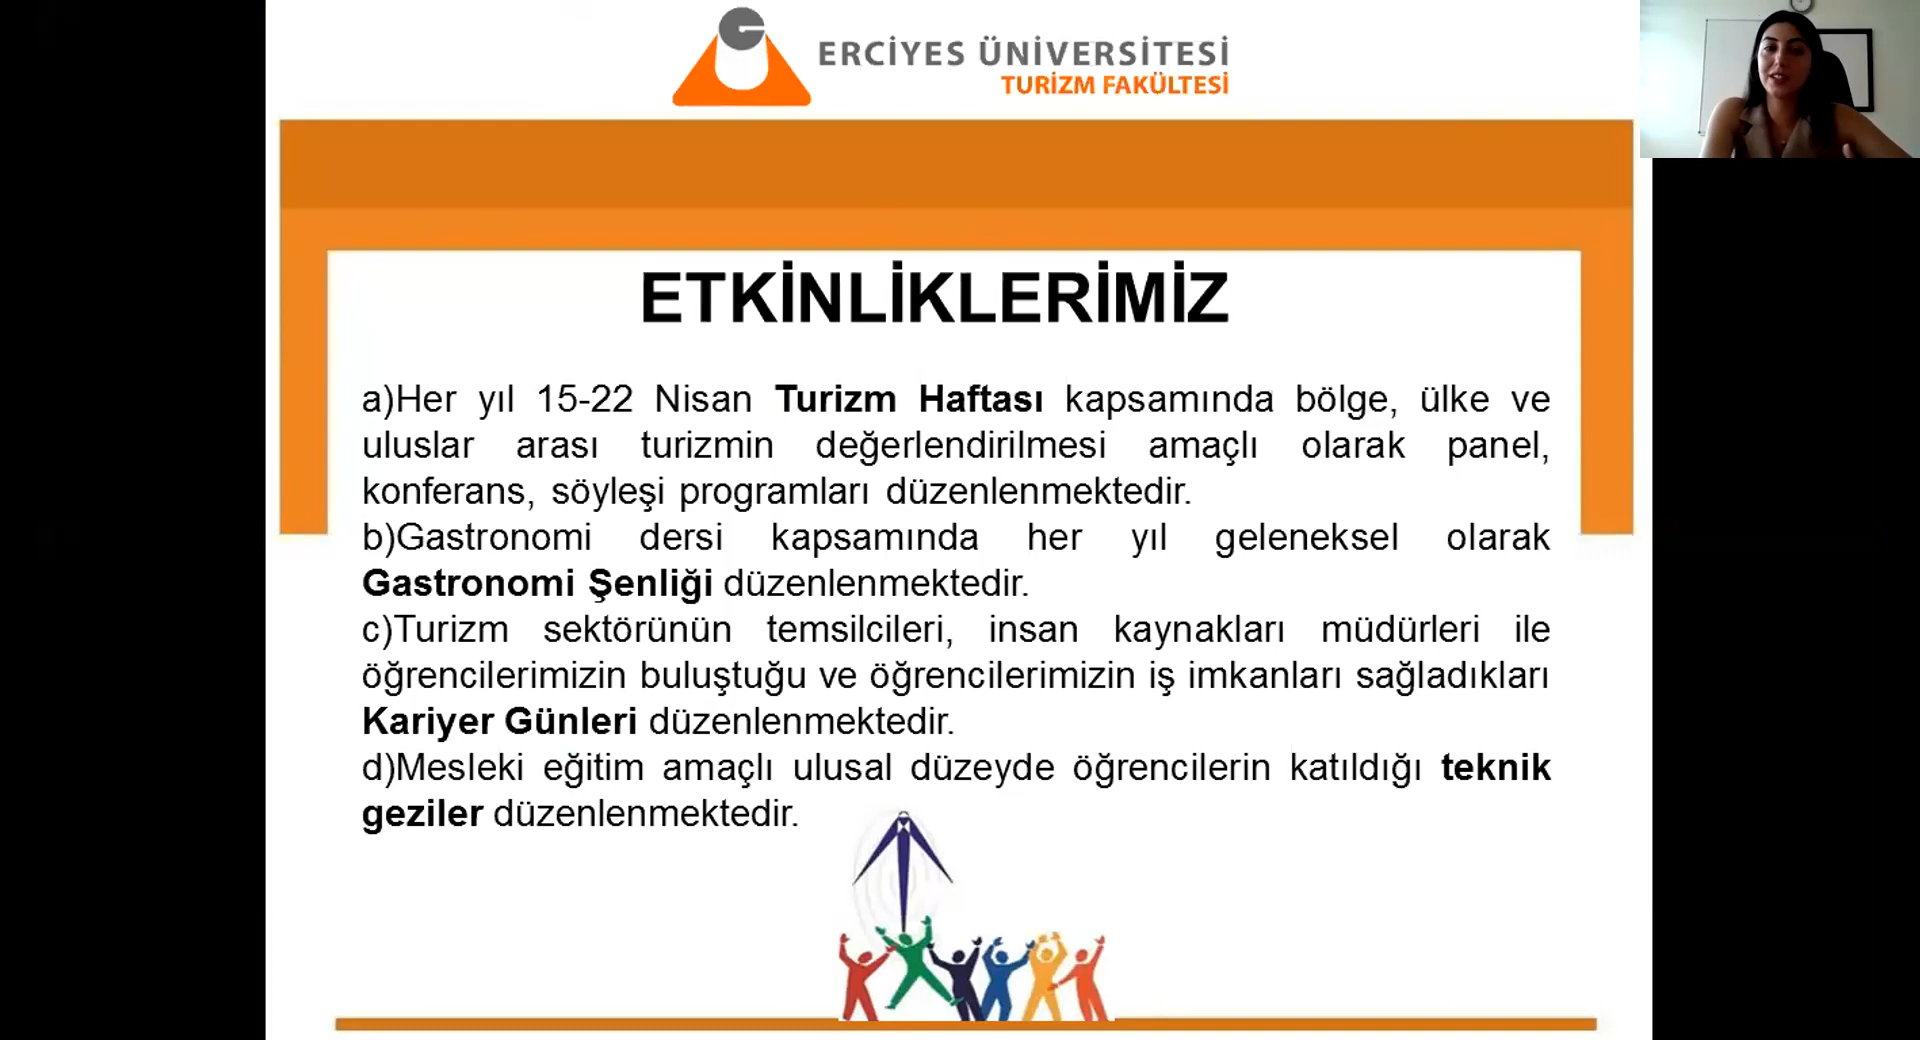 ERCİYES ÜNİVERSİTESİ
TURİZM FAKÜLTESİ
ETKİNLİKLERİMİZ
a)Her yıl 15-22 Nisan Turizm Haftası kapsamında bölge, ülke ve
uluslar arası turizmin değerlendirilmesi amaçlı olarak panel,
konferans, söyleşi programları düzenlenmektedir.
b)Gastronomi dersi kapsamında her yıl geleneksel olarak
Gastronomi Şenliği düzenlenmektedir.
c)Turizm sektörünün temsilcileri, insan kaynakları müdürleri ile
öğrencilerimizin buluştuğu ve öğrencilerimizin iş imkanları sağladıkları
Kariyer Günleri düzenlenmektedir.
d)Mesleki eğitim amaçlı ulusal düzeyde öğrencilerin katıldığı teknik
geziler düzenlenmektedir.